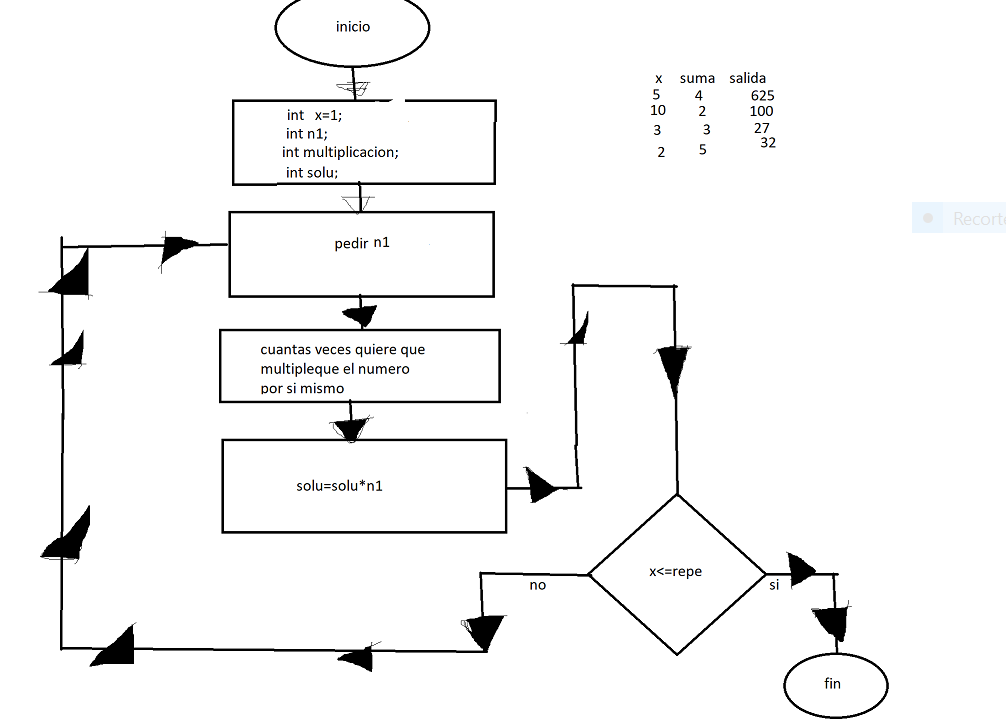 inicio
x suma salida
5 4 625
10 2 100
3 3 27
2 5 32
int x=1;
int n1;
int multiplicacion;
int solu;
pedir n1
cuantas veces quiere que
multipleque el numero
por si mismo
solu=solu*n1
x<=repe
no
si
fin
Recorte